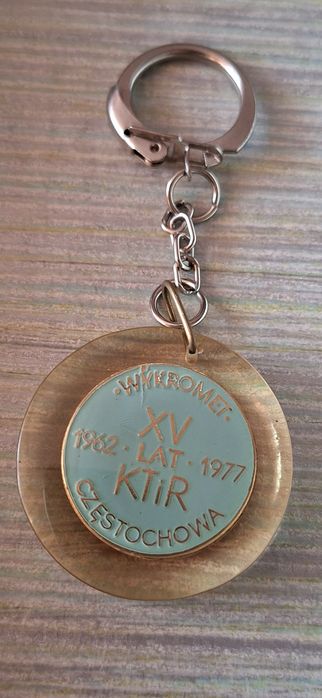 ·WYKROMET·
XV
1962 · LAT · 1977
KTiR
CZĘSTOCHOWA